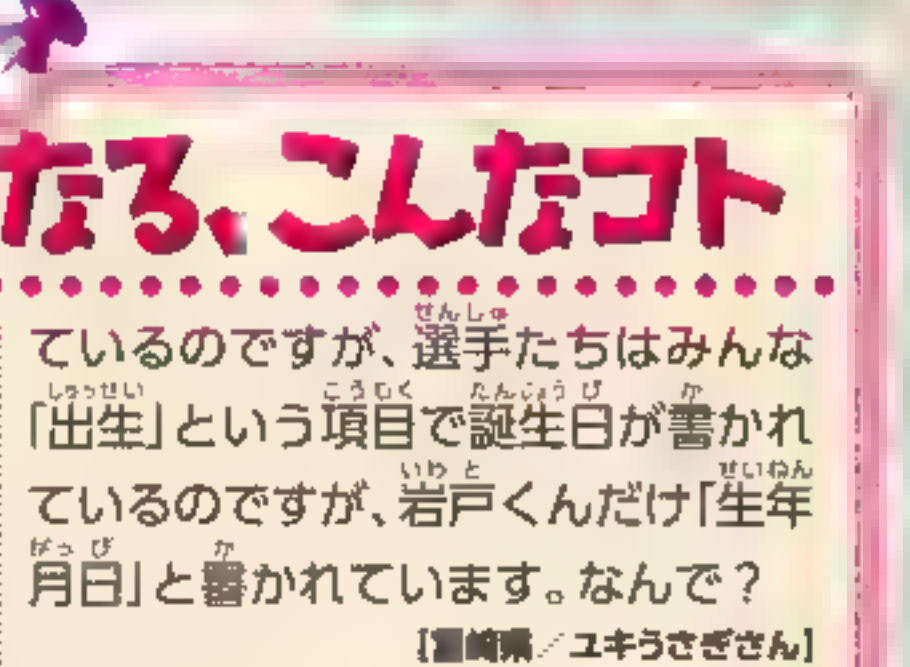 なる、こんなコト
ているのですが、選手たちはみんな
「出生」という項目で誕生日が書かれ
ているのですが、岩戸くんだけ「生年
月日」と書かれています。なんで？
[宮崎県／ユキうさぎさん]